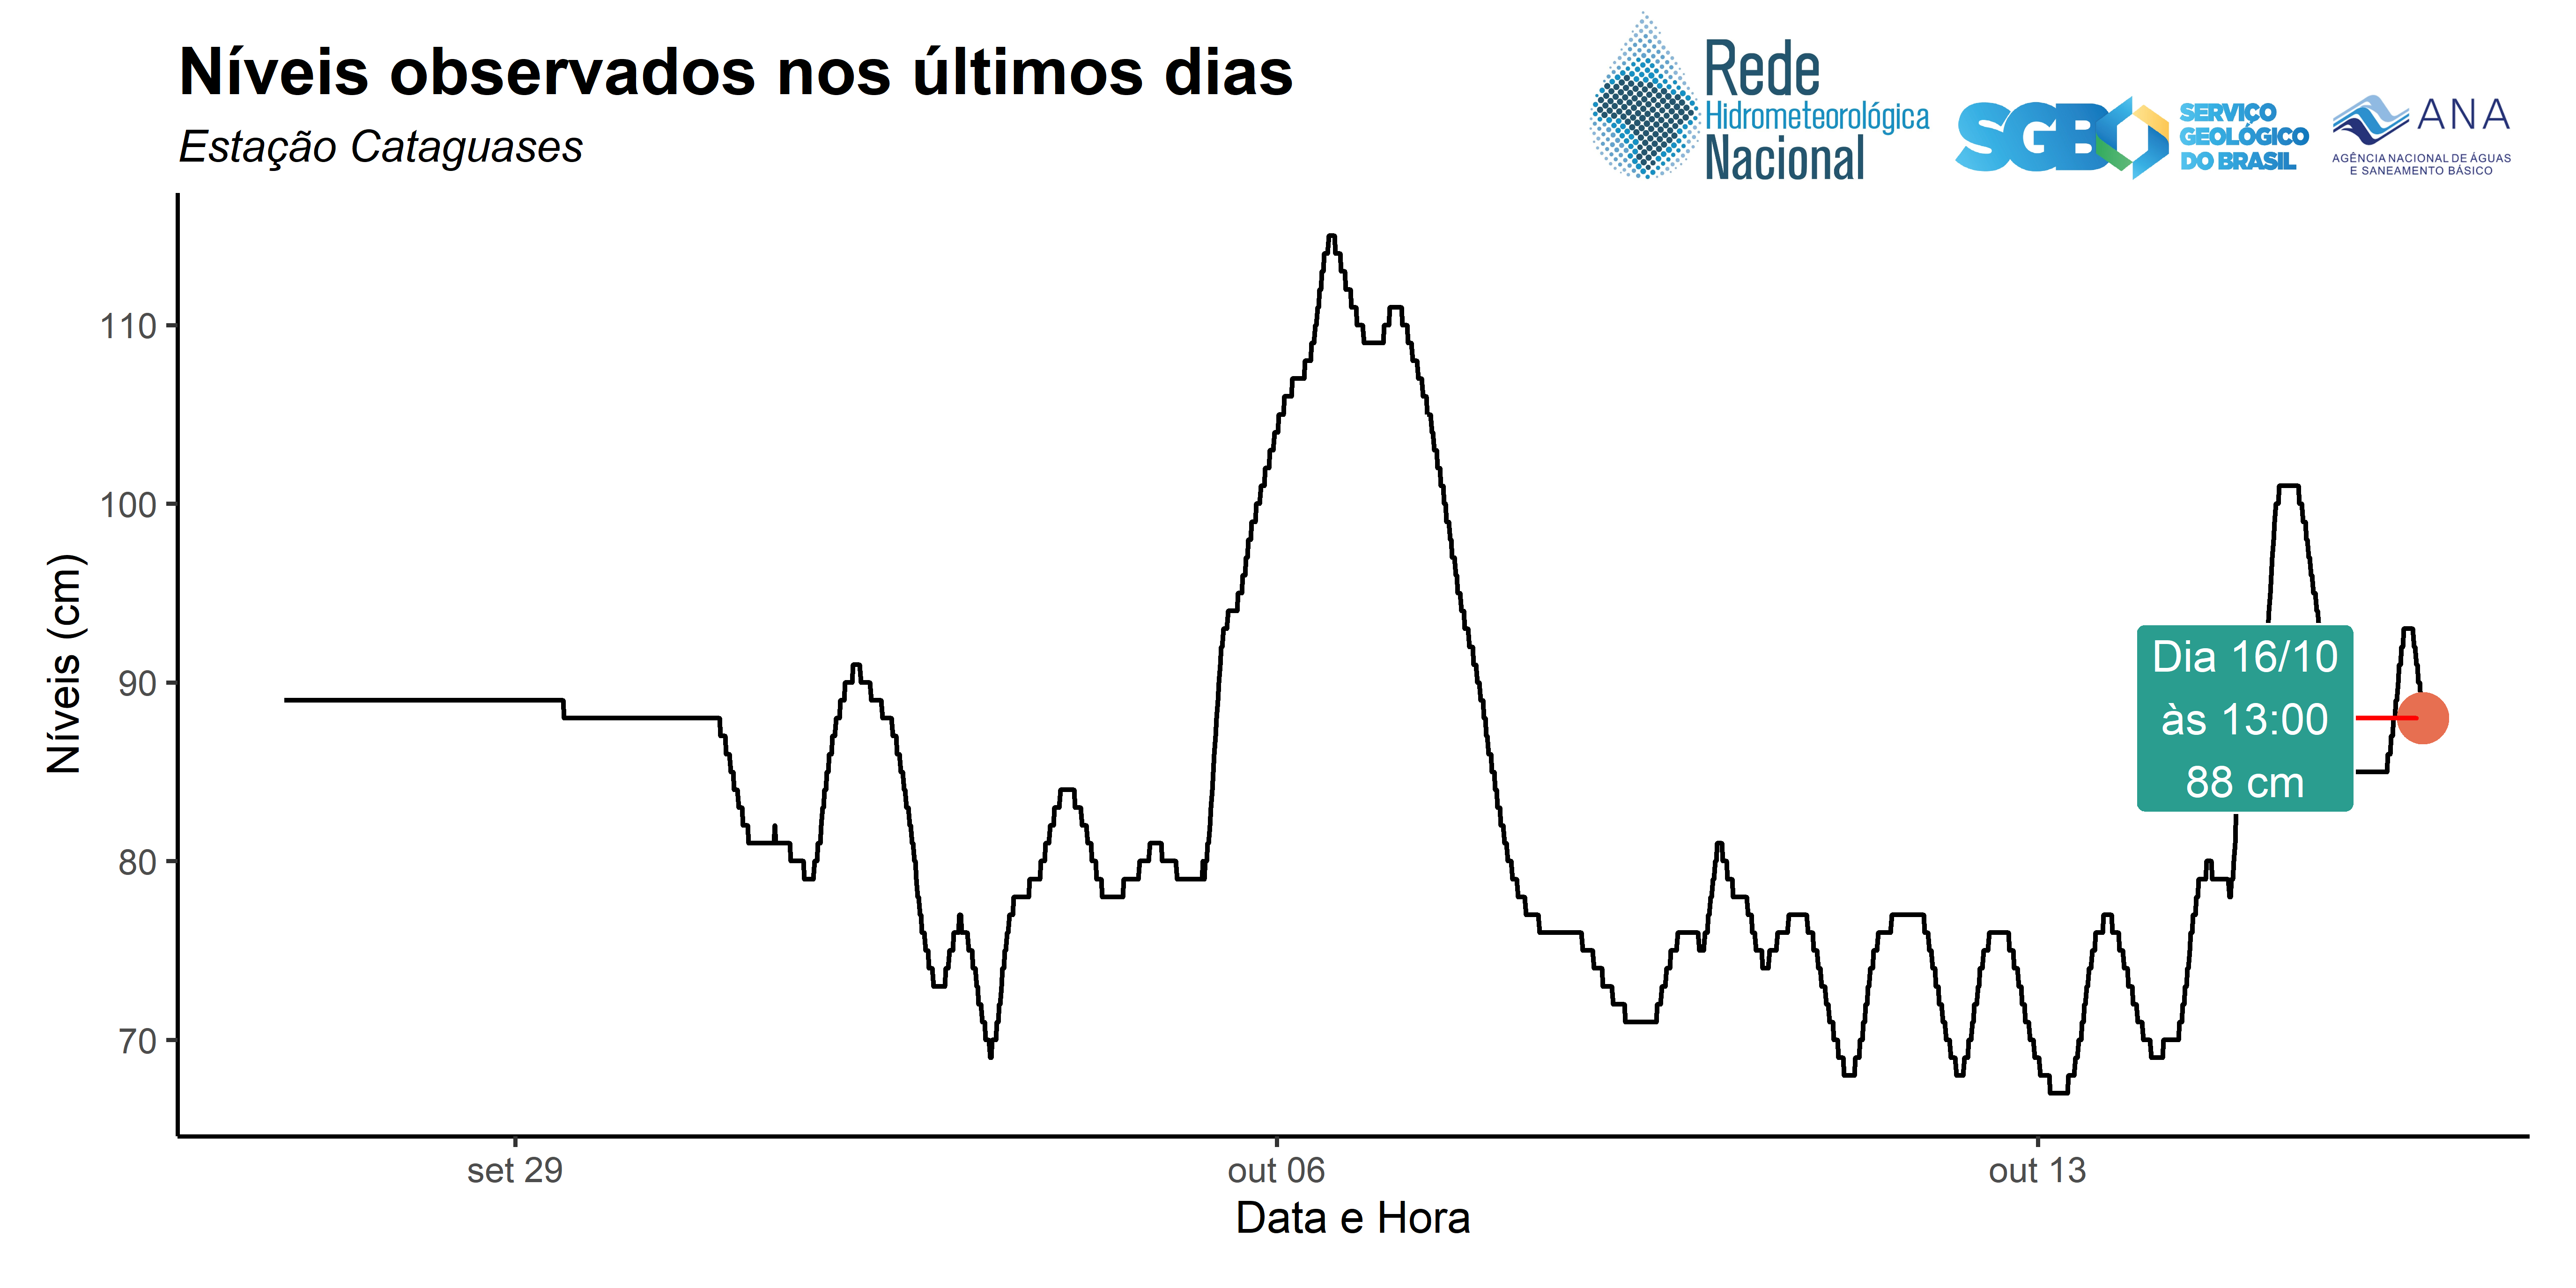 Níveis observados nos últimos dias
Estação Cataguases
Rede
Hidrometeorológica
Nacional
SGB
SERVIÇO
GEOLÓGICO
DO BRASIL
ANA
AGÊNCIA NACIONAL DE ÁGUAS
E SANEAMENTO BÁSICO
Níveis (cm)
110
100
90
80
70
Dia 16/10
às 13:00
88 cm
set 29
out 06
out 13
Data e Hora